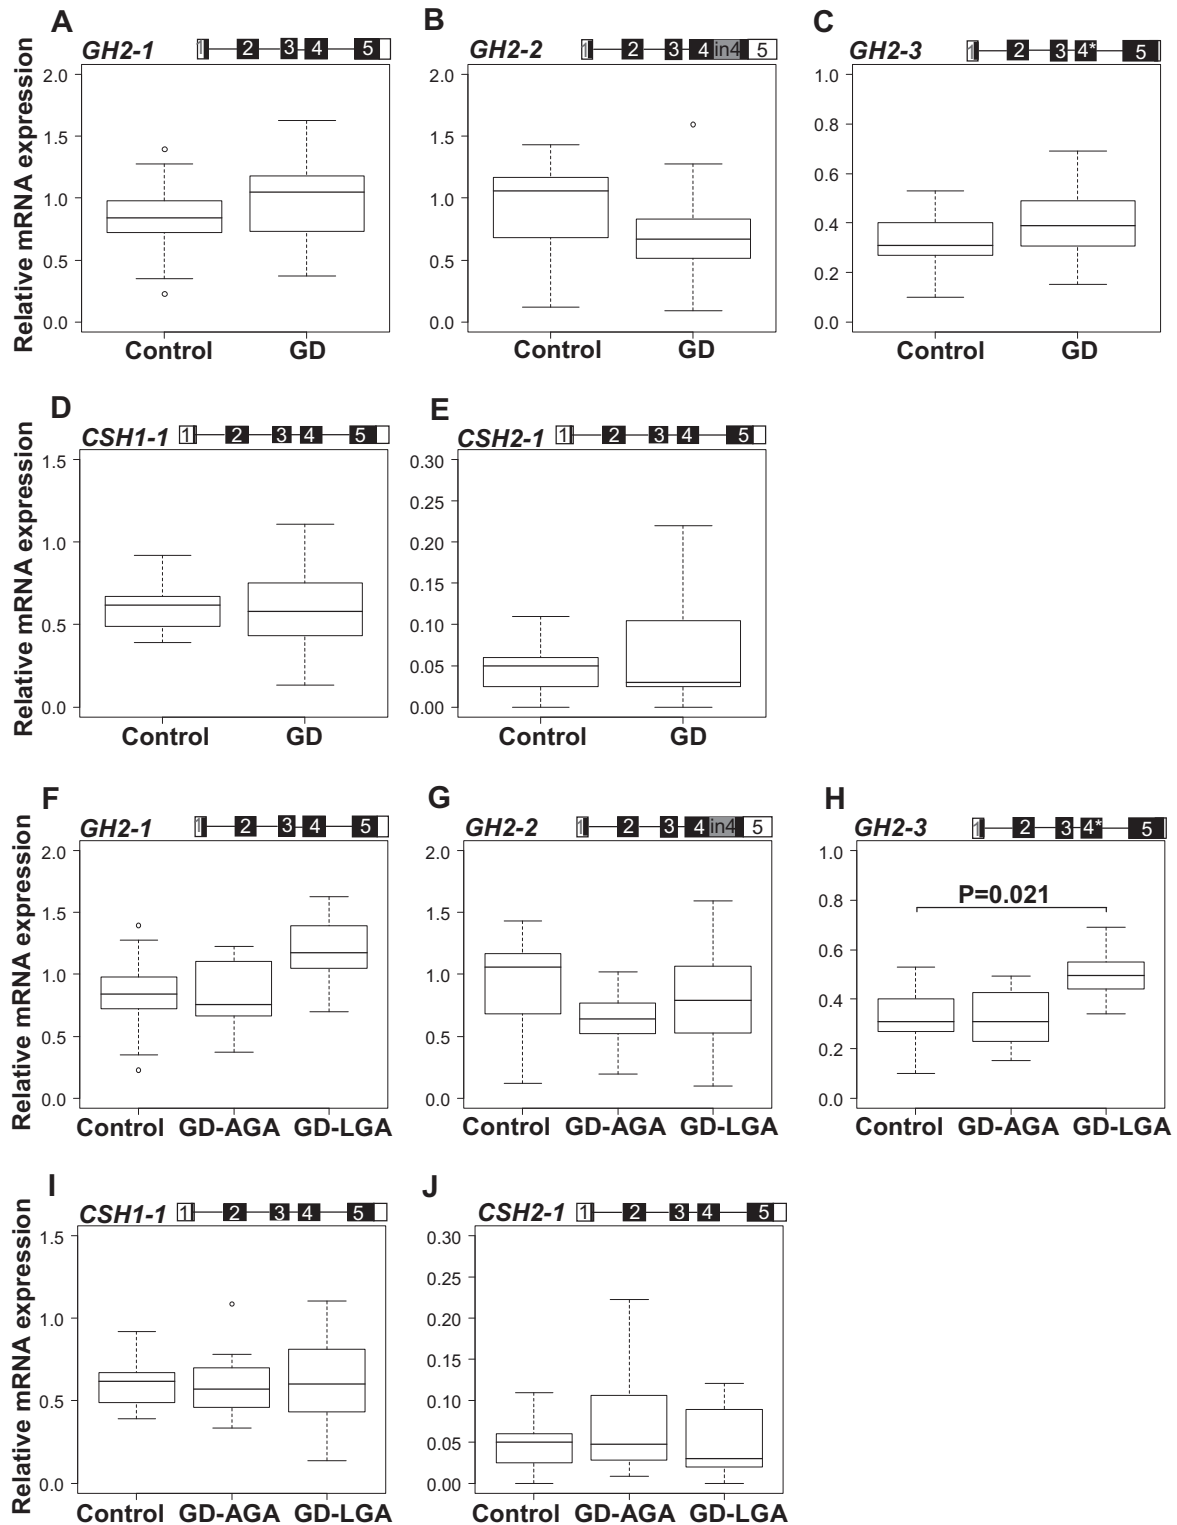 A
GH2-1
1 2 3 4 5
Relative mRNA expression
2.0
1.5
1.0
0.5
0.0
Control GD
B
GH2-2
1 2 3 4 in4 5
2.0
1.5
1.0
0.5
0.0
Control GD
C
GH2-3
1 2 3 4* 5
1.0
0.8
0.6
0.4
0.2
0.0
Control GD
D
CSH1-1
1 2 3 4 5
Relative mRNA expression
1.5
1.0
0.5
0.0
Control GD
E
CSH2-1
1 2 3 4 5
0.30
0.25
0.20
0.15
0.10
0.05
0.00
Control GD
F
GH2-1
1 2 3 4 5
Relative mRNA expression
2.0
1.5
1.0
0.5
0.0
Control GD-AGA GD-LGA
G
GH2-2
1 2 3 4 in4 5
2.0
1.5
1.0
0.5
0.0
Control GD-AGA GD-LGA
H
GH2-3
1 2 3 4* 5
1.0
0.8
0.6
0.4
0.2
0.0
P=0.021
Control GD-AGA GD-LGA
I
CSH1-1
1 2 3 4 5
Relative mRNA expression
1.5
1.0
0.5
0.0
Control GD-AGA GD-LGA
J
CSH2-1
1 2 3 4 5
0.30
0.25
0.20
0.15
0.10
0.05
0.00
Control GD-AGA GD-LGA